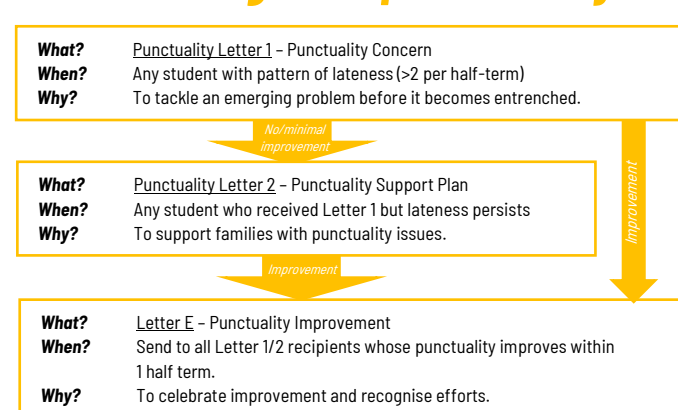 What? Punctuality Letter 1 – Punctuality Concern
When? Any student with pattern of lateness (>2 per half-term)
Why? To tackle an emerging problem before it becomes entrenched.
No/minimal
improvement
Improvement
What? Punctuality Letter 2 – Punctuality Support Plan
When? Any student who received Letter 1 but lateness persists
Why? To support families with punctuality issues.
Improvement
What? Letter E – Punctuality Improvement
When? Send to all Letter 1/2 recipients whose punctuality improves within
1 half term.
Why? To celebrate improvement and recognise efforts.